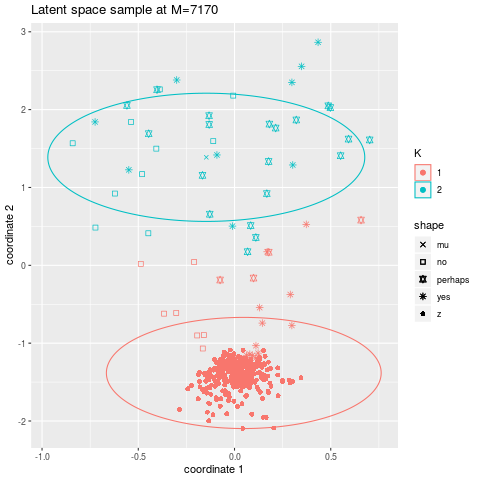 Latent space sample at M=7170
3
2
1
0
-1
-2
coordinate 2
-1.0
-0.5
0.0
0.5
coordinate 1
K
1
2
shape
mu
no
perhaps
yes
z